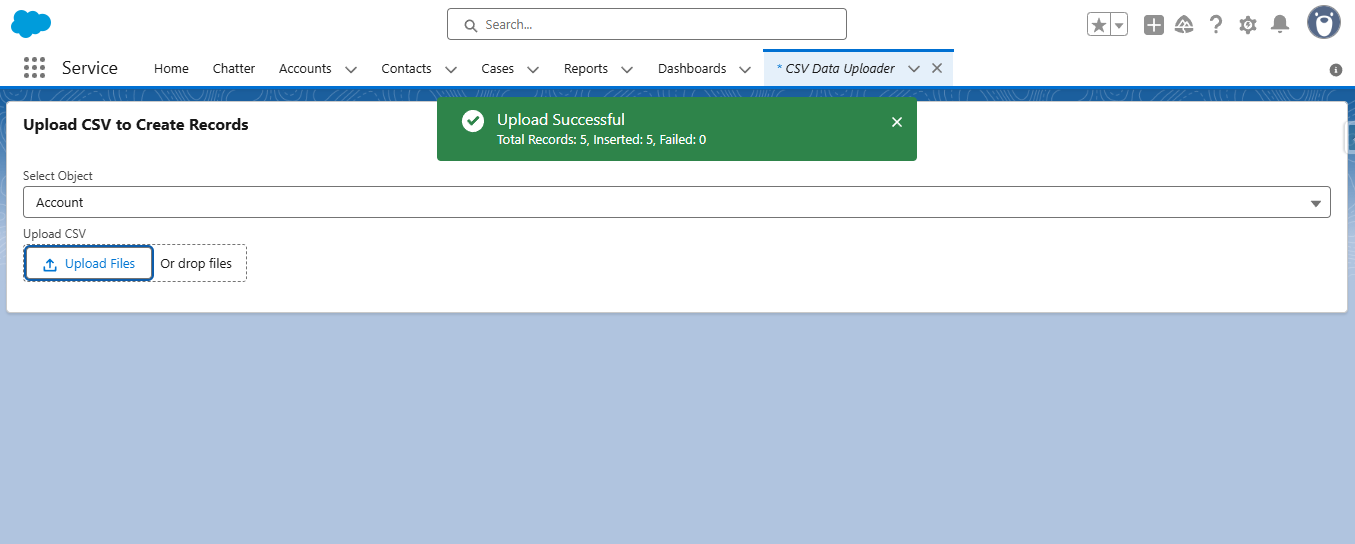 Search...
Service Home Chatter Accounts Contacts Cases Reports Dashboards * CSV Data Uploader
Upload CSV to Create Records
Upload Successful
Total Records: 5, Inserted: 5, Failed: 0
Select Object
Account
Upload CSV
Upload Files Or drop files